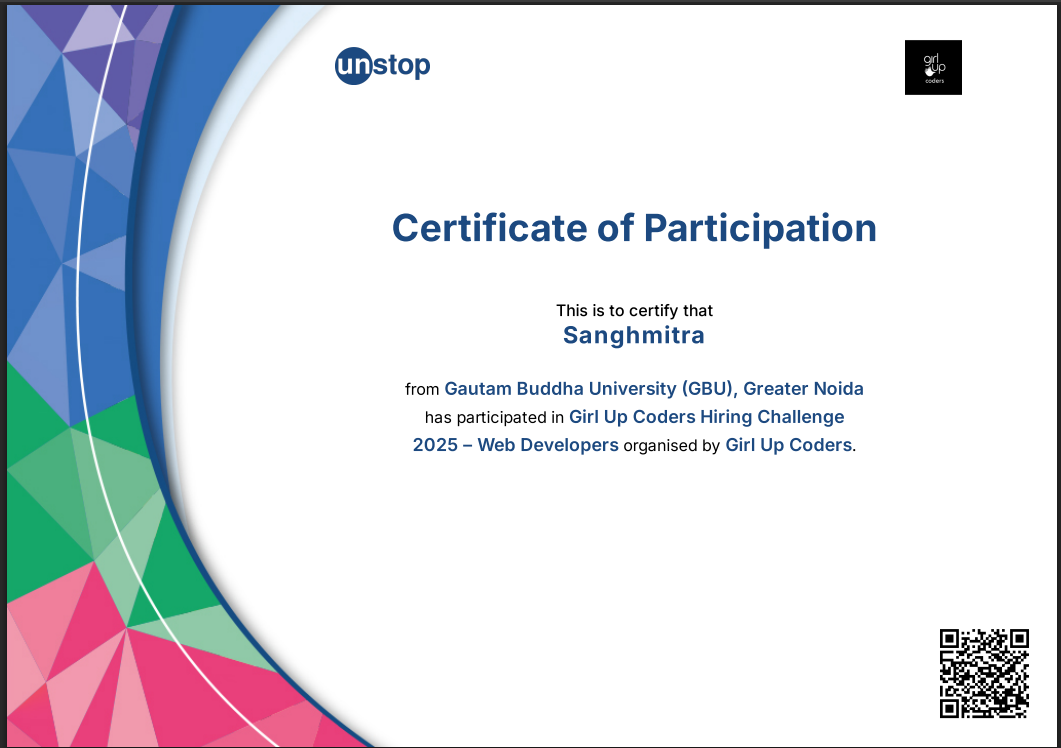 unstop
girl
up
coders
Certificate of Participation
This is to certify that
Sanghmitra
from Gautam Buddha University (GBU), Greater Noida
has participated in Girl Up Coders Hiring Challenge
2025 – Web Developers organised by Girl Up Coders.